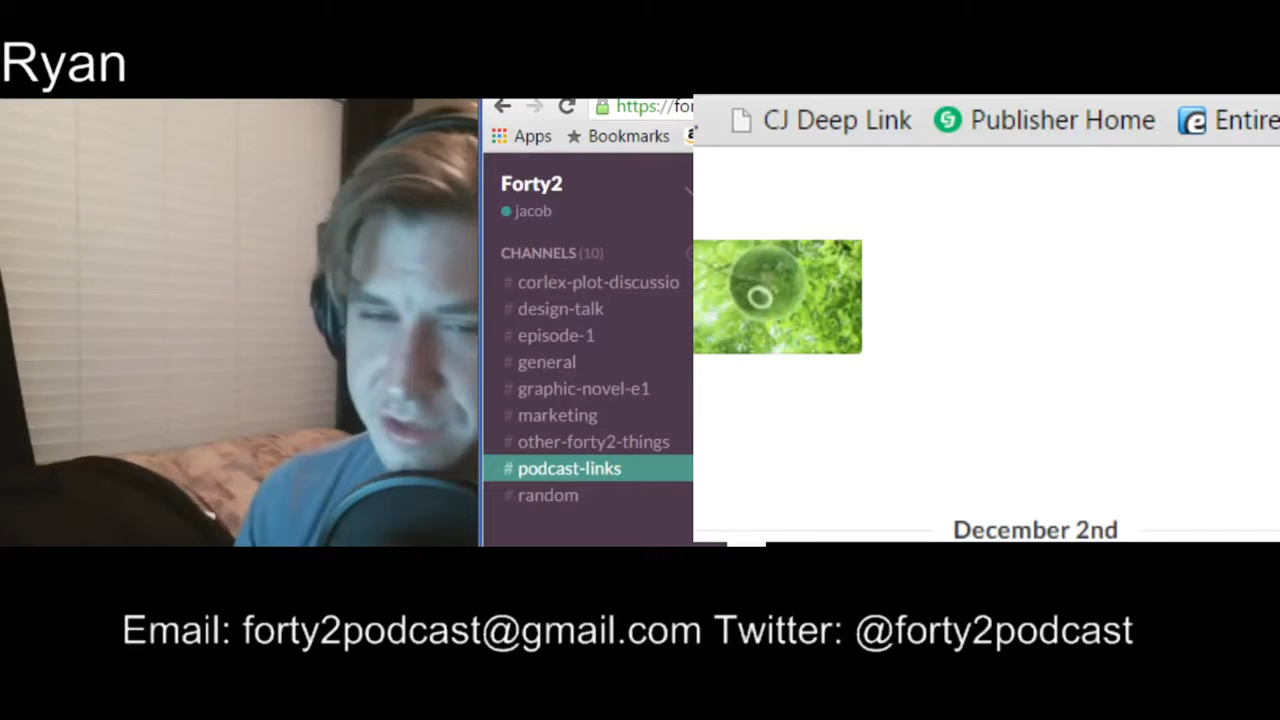 Ryan
https://for
Apps
Bookmarks
CJ Deep Link
Publisher Home
Entire
Forty2
jacob
CHANNELS (10)
# corlex-plot-discussio
# design-talk
# episode-1
# general
# graphic-novel-e1
# marketing
# other-forty2-things
# podcast-links
# random
December 2nd
Email: forty2podcast@gmail.com Twitter: @forty2podcast